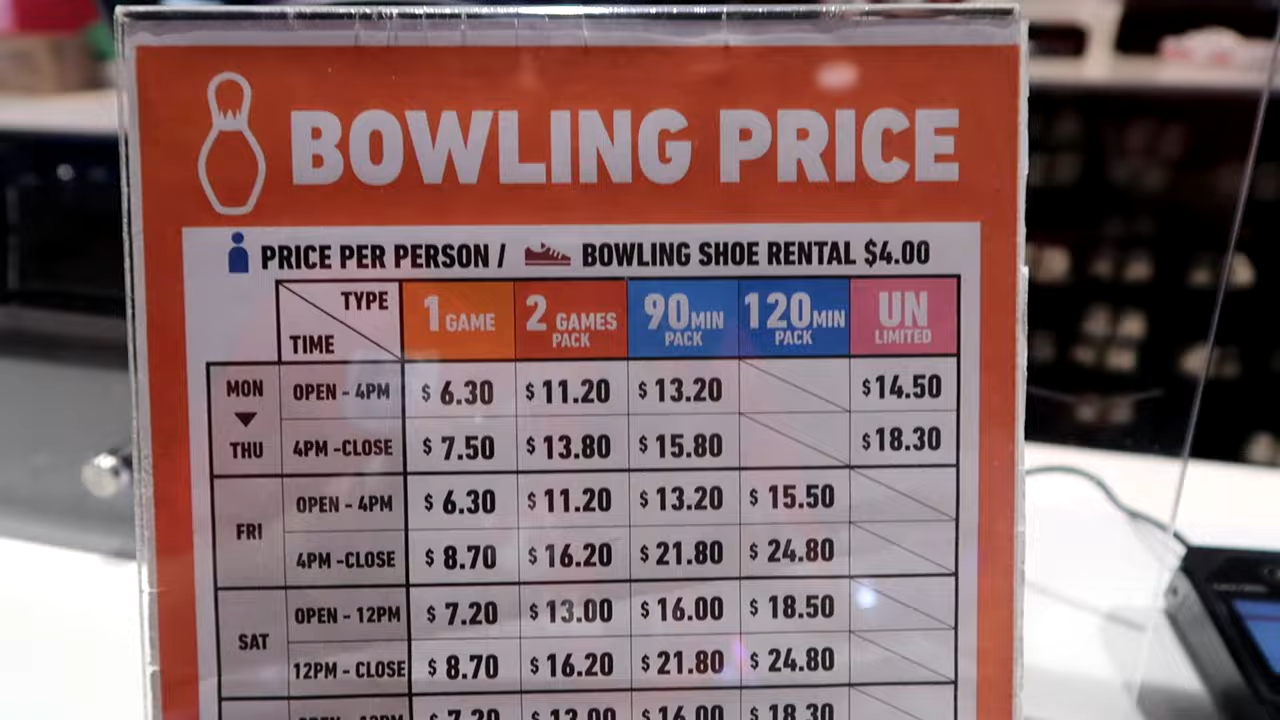 BOWLING PRICE
PRICE PER PERSON / BOWLING SHOE RENTAL $4.00
TYPE TIME 1 GAME 2 GAMES PACK 90MIN PACK 120MIN PACK UN LIMITED
MON OPEN - 4PM $ 6.30 $ 11.20 $ 13.20 $ 14.50
THU 4PM -CLOSE $ 7.50 $ 13.80 $ 15.80 $ 18.30
FRI OPEN - 4PM $ 6.30 $ 11.20 $ 13.20 $ 15.50
4PM -CLOSE $ 8.70 $ 16.20 $ 21.80 $ 24.80
SAT OPEN - 12PM $ 7.20 $ 13.00 $ 16.00 $ 18.50
12PM - CLOSE $ 8.70 $ 16.20 $ 21.80 $ 24.80